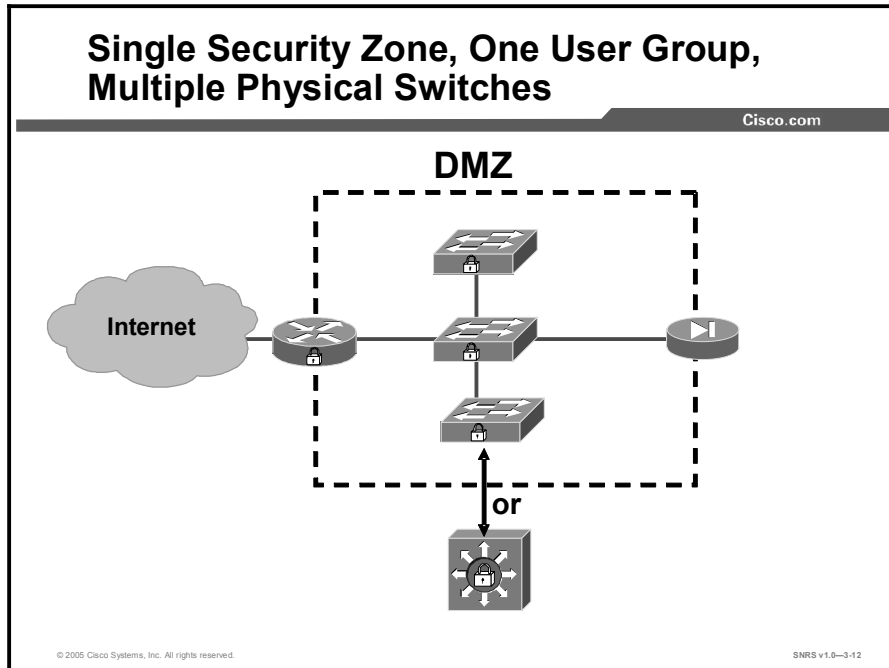 Single Security Zone, One User Group,
Multiple Physical Switches
Cisco.com
DMZ
Internet
or
© 2005 Cisco Systems, Inc. All rights reserved.
SNRS v1.0—3-12